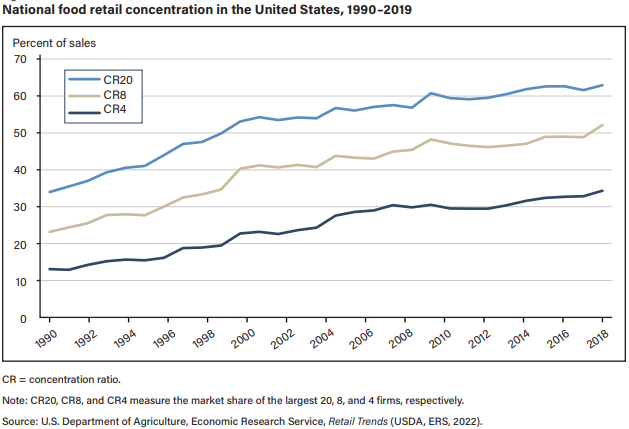 National food retail concentration in the United States, 1990–2019
Percent of sales
70
60
50
40
30
20
10
0
CR20
CR8
CR4
1990 1992 1994 1996 1998 2000 2002 2004 2006 2008 2010 2012 2014 2016 2018
CR = concentration ratio.
Note: CR20, CR8, and CR4 measure the market share of the largest 20, 8, and 4 firms, respectively.
Source: U.S. Department of Agriculture, Economic Research Service, Retail Trends (USDA, ERS, 2022).